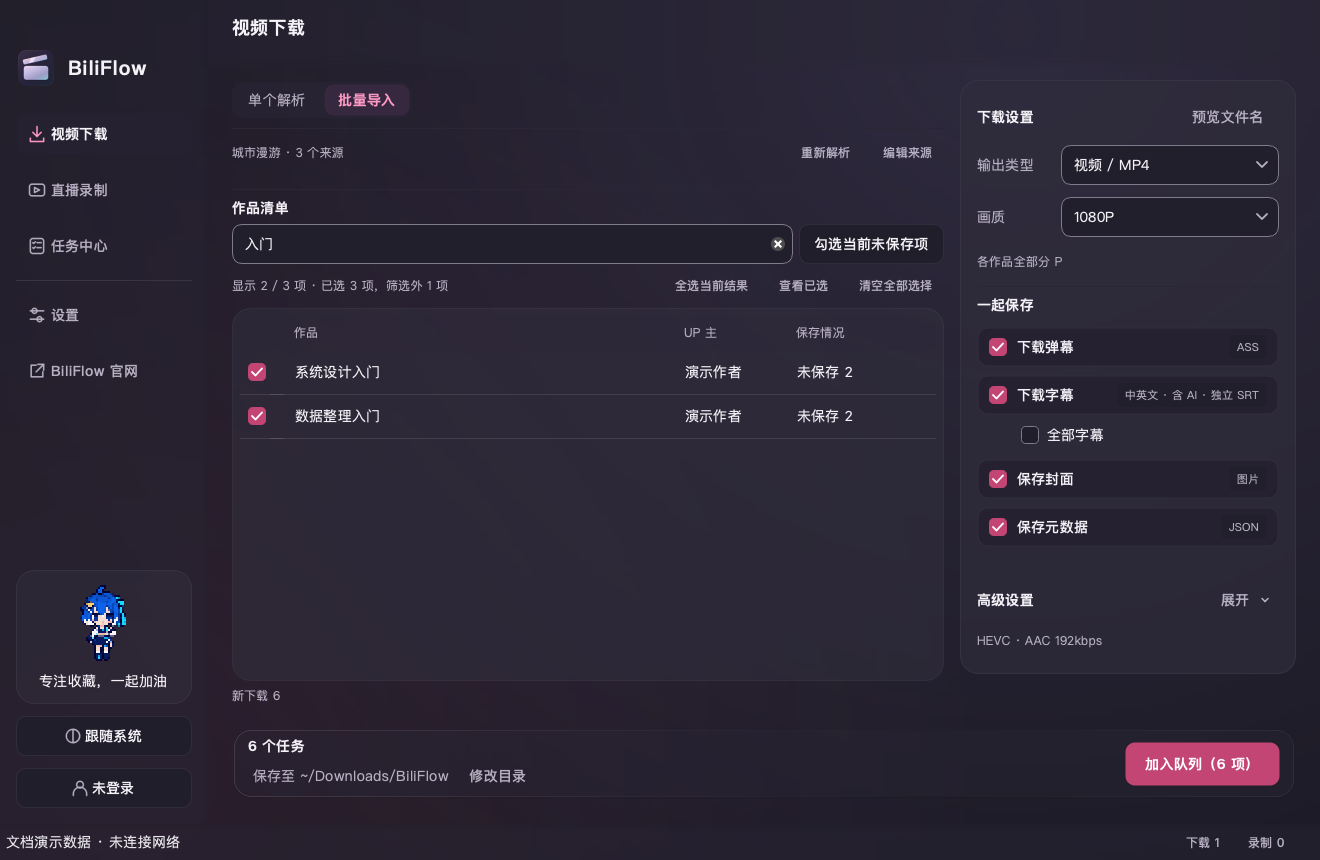 BiliFlow
视频下载
直播录制
任务中心
设置
BiliFlow 官网
专注收藏，一起加油
跟随系统
未登录
视频下载
单个解析 批量导入
城市漫游 · 3 个来源 重新解析 编辑来源
作品清单
入门 勾选当前未保存项
显示 2 / 3 项 · 已选 3 项，筛选外 1 项 全选当前结果 查看已选 清空全部选择
作品 UP 主 保存情况
系统设计入门 演示作者 未保存 2
数据整理入门 演示作者 未保存 2
新下载 6
下载设置 预览文件名
输出类型 视频 / MP4
画质 1080P
各作品全部分 P
一起保存
下载弹幕 ASS
下载字幕 中英文 · 含 AI · 独立 SRT
全部字幕
保存封面 图片
保存元数据 JSON
高级设置 展开
HEVC · AAC 192kbps
6 个任务
保存至 ~/Downloads/BiliFlow 修改目录
加入队列（6 项）
文档演示数据 · 未连接网络 下载 1 录制 0